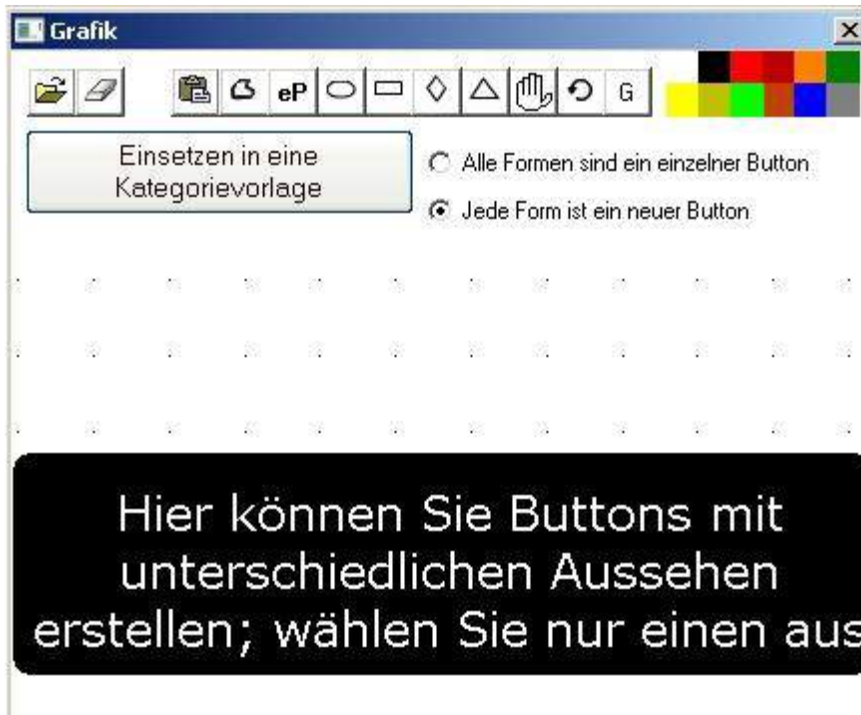 Grafik
eP
G
Einsetzen in eine
Kategorievorlage
Alle Formen sind ein einzelner Button
Jede Form ist ein neuer Button
Hier können Sie Buttons mit
unterschiedlichen Aussehen
erstellen; wählen Sie nur einen aus